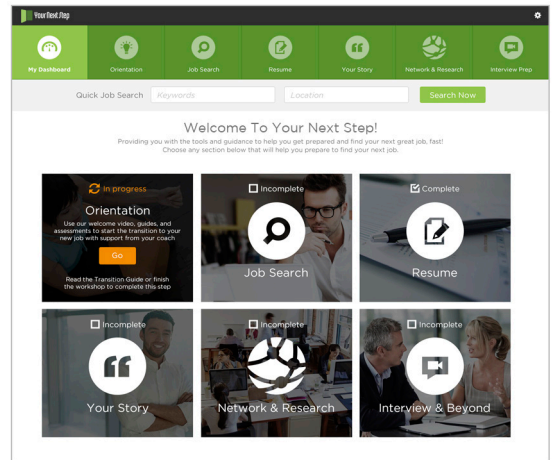 Your Next Step
My Dashboard
Orientation
Job Search
Resume
Your Story
Network & Research
Interview Prep
Quick Job Search
Keywords
Location
Search Now
Welcome To Your Next Step!
Providing you with the tools and guidance to help you get prepared and find your next great job, fast!
Choose any section below that will help you prepare to find your next job.
In progress
Orientation
Use our welcome video, guides, and
assessments to start the transition to your
new job with support from your coach
Go
Read the Transition Guide or finish
the workshop to complete this step
Incomplete
Job Search
Complete
Resume
Incomplete
Your Story
Incomplete
Network & Research
Incomplete
Interview & Beyond